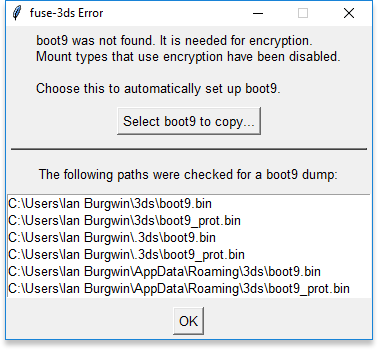 fuse-3ds Error
boot9 was not found. It is needed for encryption.
Mount types that use encryption have been disabled.
Choose this to automatically set up boot9.
Select boot9 to copy...
The following paths were checked for a boot9 dump:
C:\Users\Ian Burgwin\3ds\boot9.bin
C:\Users\Ian Burgwin\3ds\boot9_prot.bin
C:\Users\Ian Burgwin\.3ds\boot9.bin
C:\Users\Ian Burgwin\.3ds\boot9_prot.bin
C:\Users\Ian Burgwin\AppData\Roaming\3ds\boot9.bin
C:\Users\Ian Burgwin\AppData\Roaming\3ds\boot9_prot.bin
OK